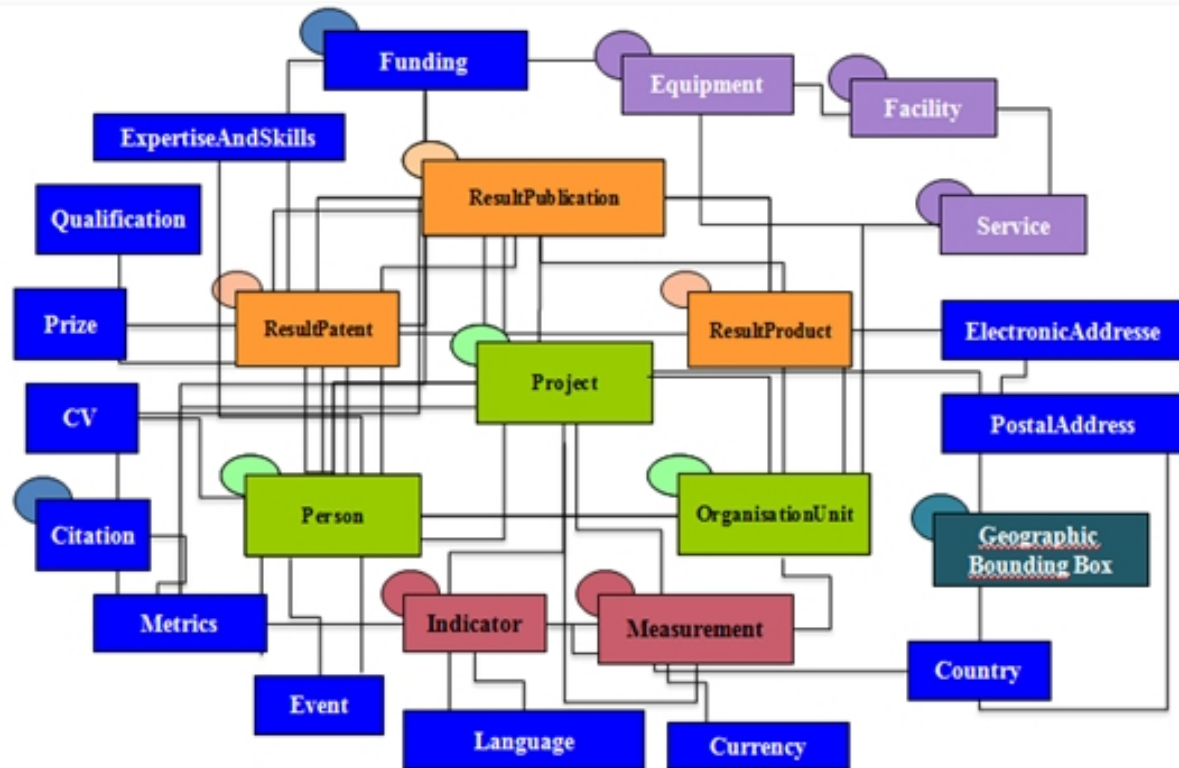 Funding
Equipment
Facility
ExpertiseAndSkills
ResultPublication
Qualification
Service
Prize
ResultPatent
ResultProduct
ElectronicAddresse
Project
CV
PostalAddress
Person
OrganisationUnit
Citation
Geographic
Bounding Box
Metrics
Indicator
Measurement
Country
Event
Language
Currency